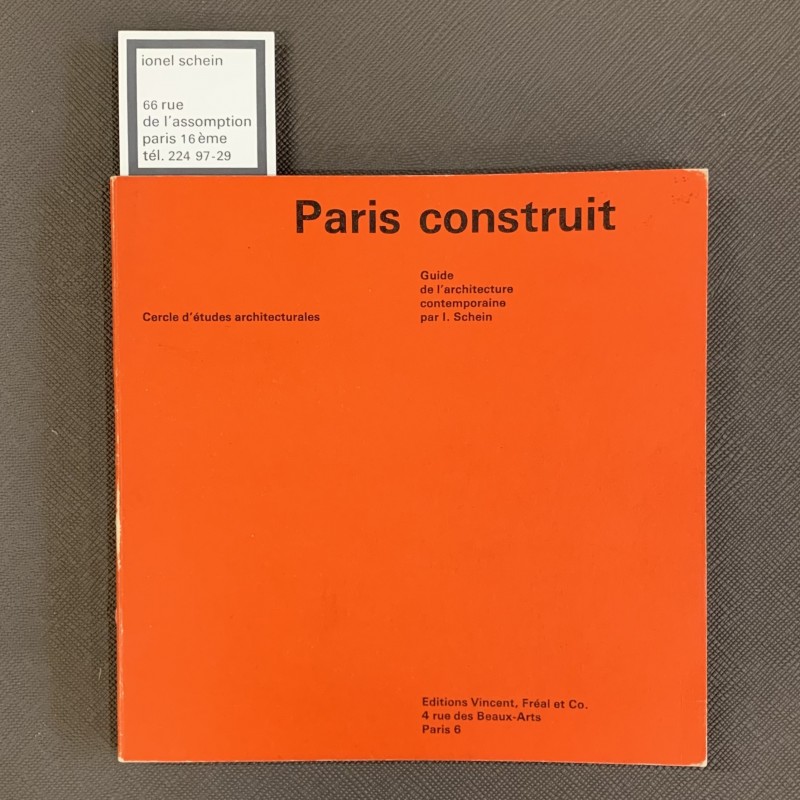 ionel schein
66 rue
de l'assomption
paris 16ème
tél. 224 97-29
Paris construit
Guide
de l'architecture
contemporaine
par I. Schein
Cercle d'études architecturales
Editions Vincent, Fréal et Co.
4 rue des Beaux-Arts
Paris 6